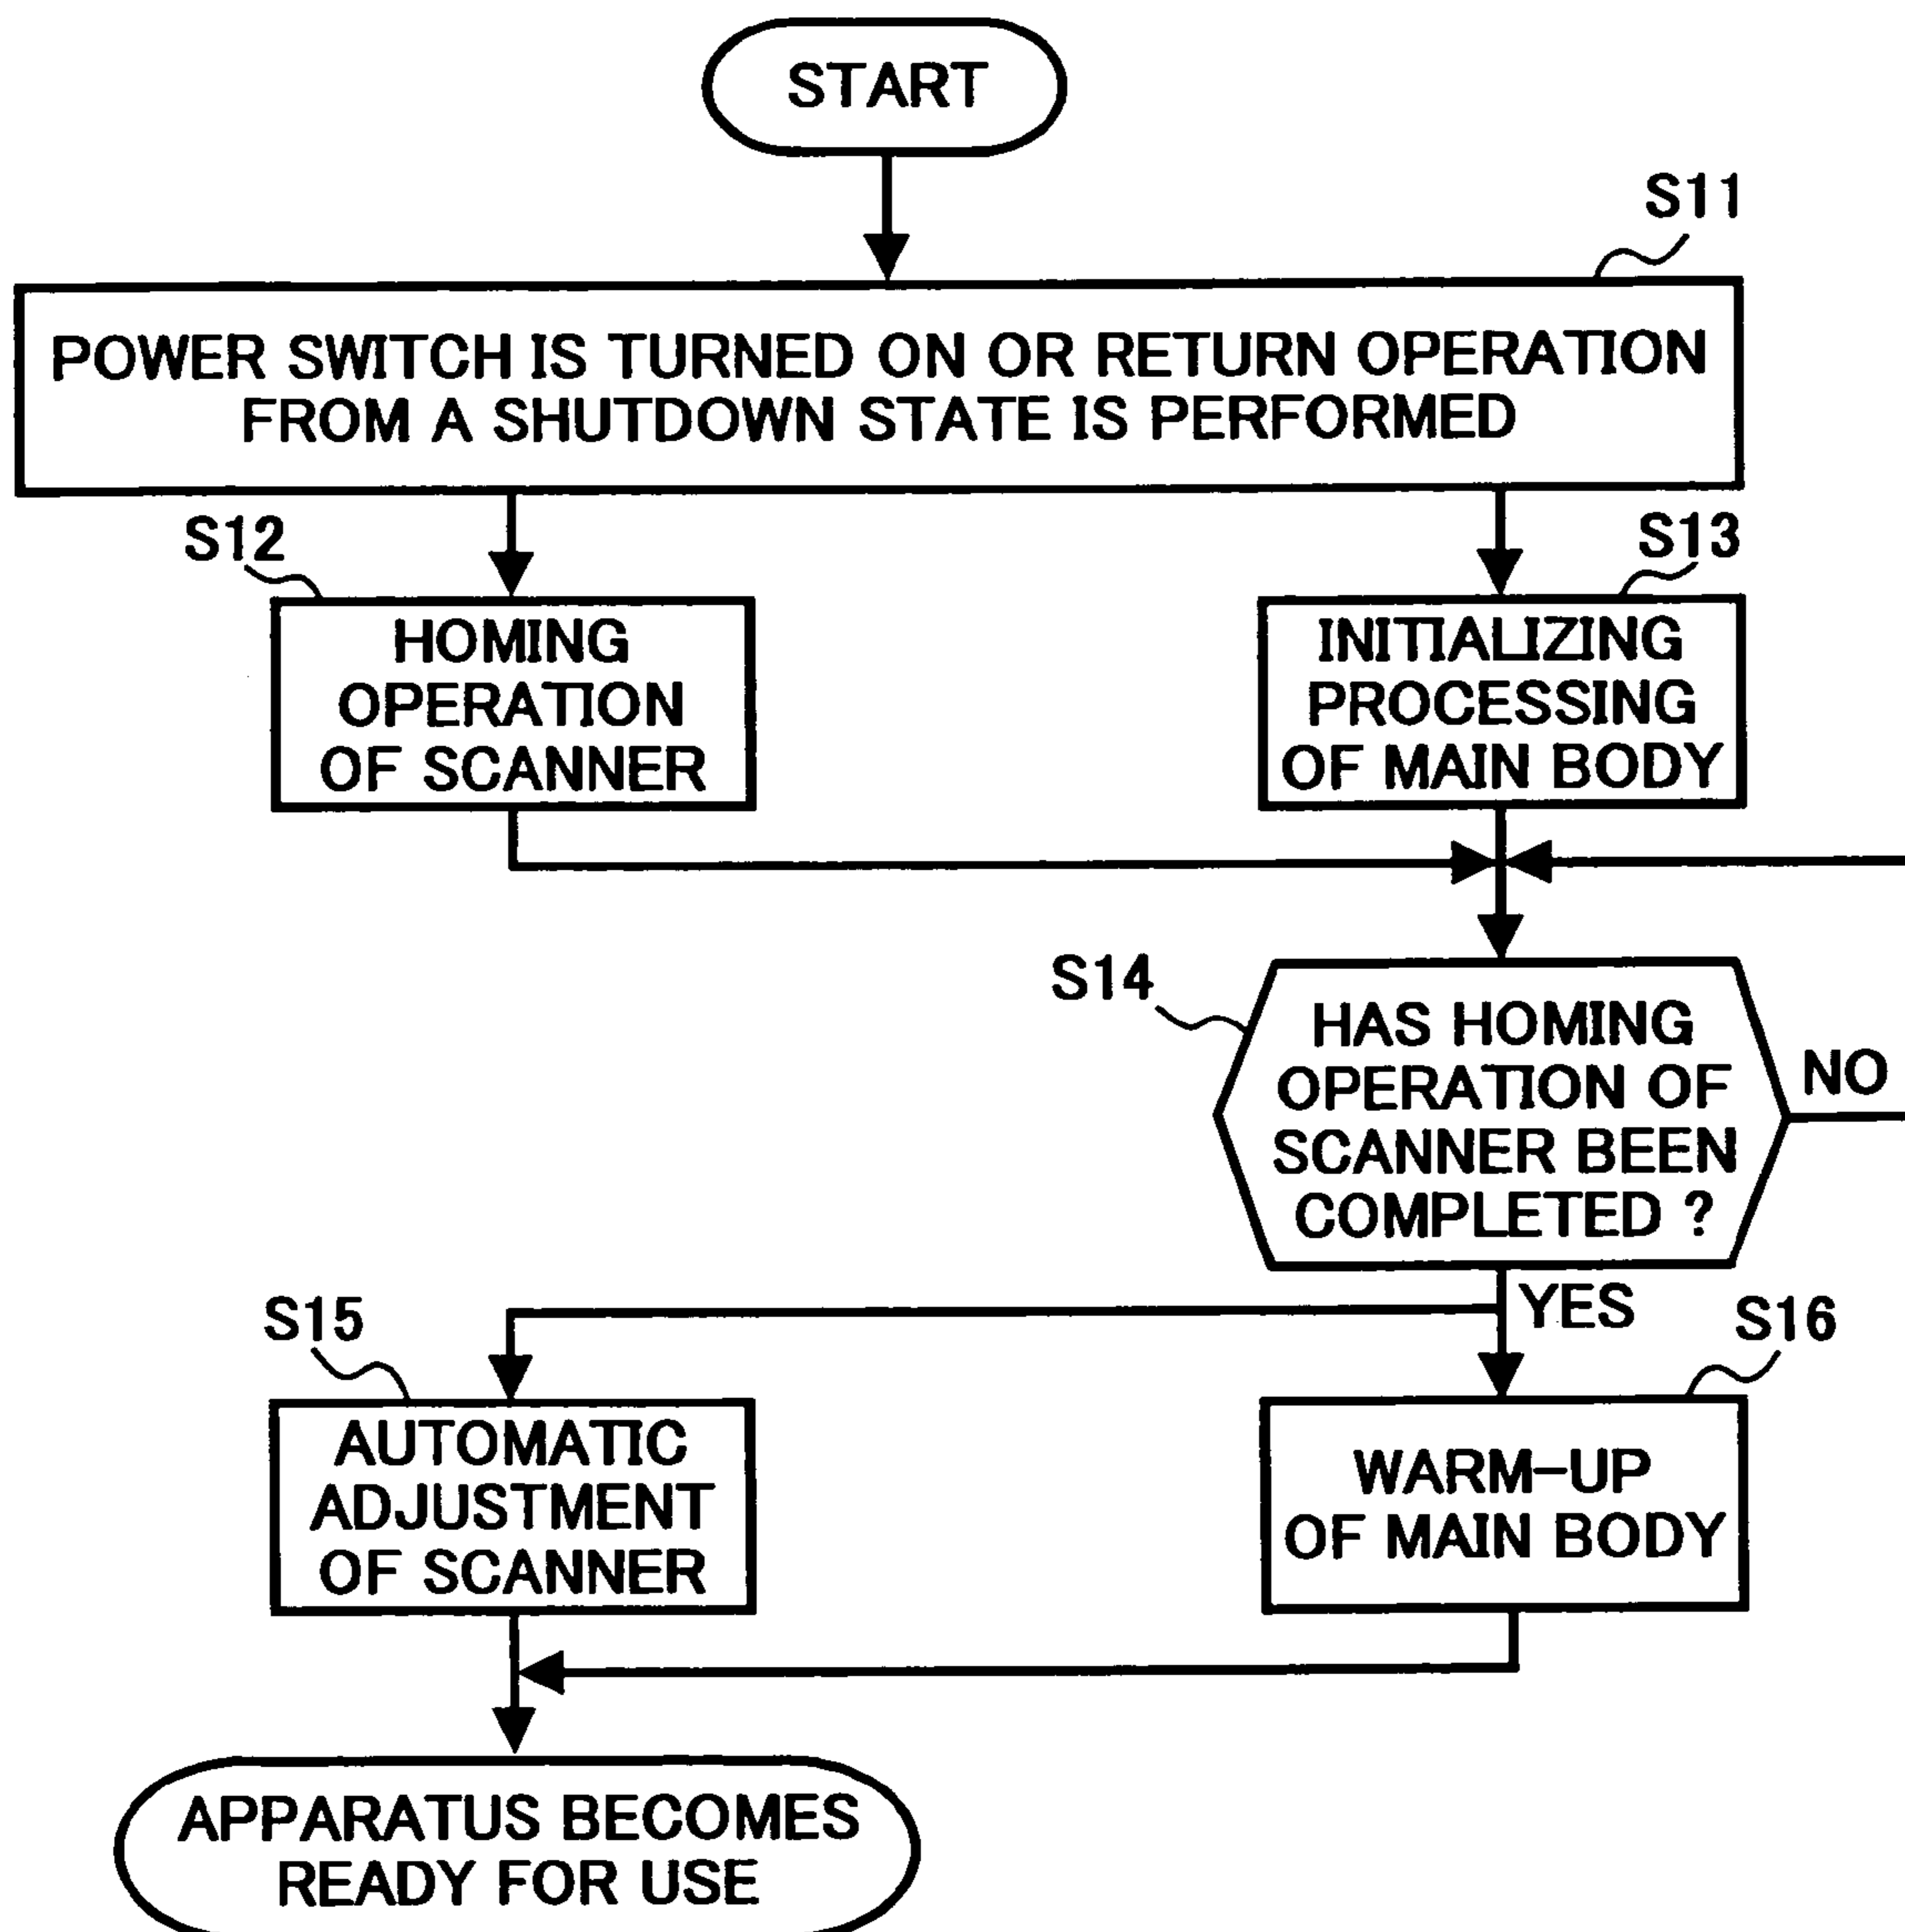 START
S11
POWER SWITCH IS TURNED ON OR RETURN OPERATION
FROM A SHUTDOWN STATE IS PERFORMED
S12
HOMING
OPERATION
OF SCANNER
S13
INITIALIZING
PROCESSING
OF MAIN BODY
S14
HAS HOMING
OPERATION OF
SCANNER BEEN
COMPLETED ?
NO
YES
S15
AUTOMATIC
ADJUSTMENT
OF SCANNER
S16
WARM-UP
OF MAIN BODY
APPARATUS BECOMES
READY FOR USE